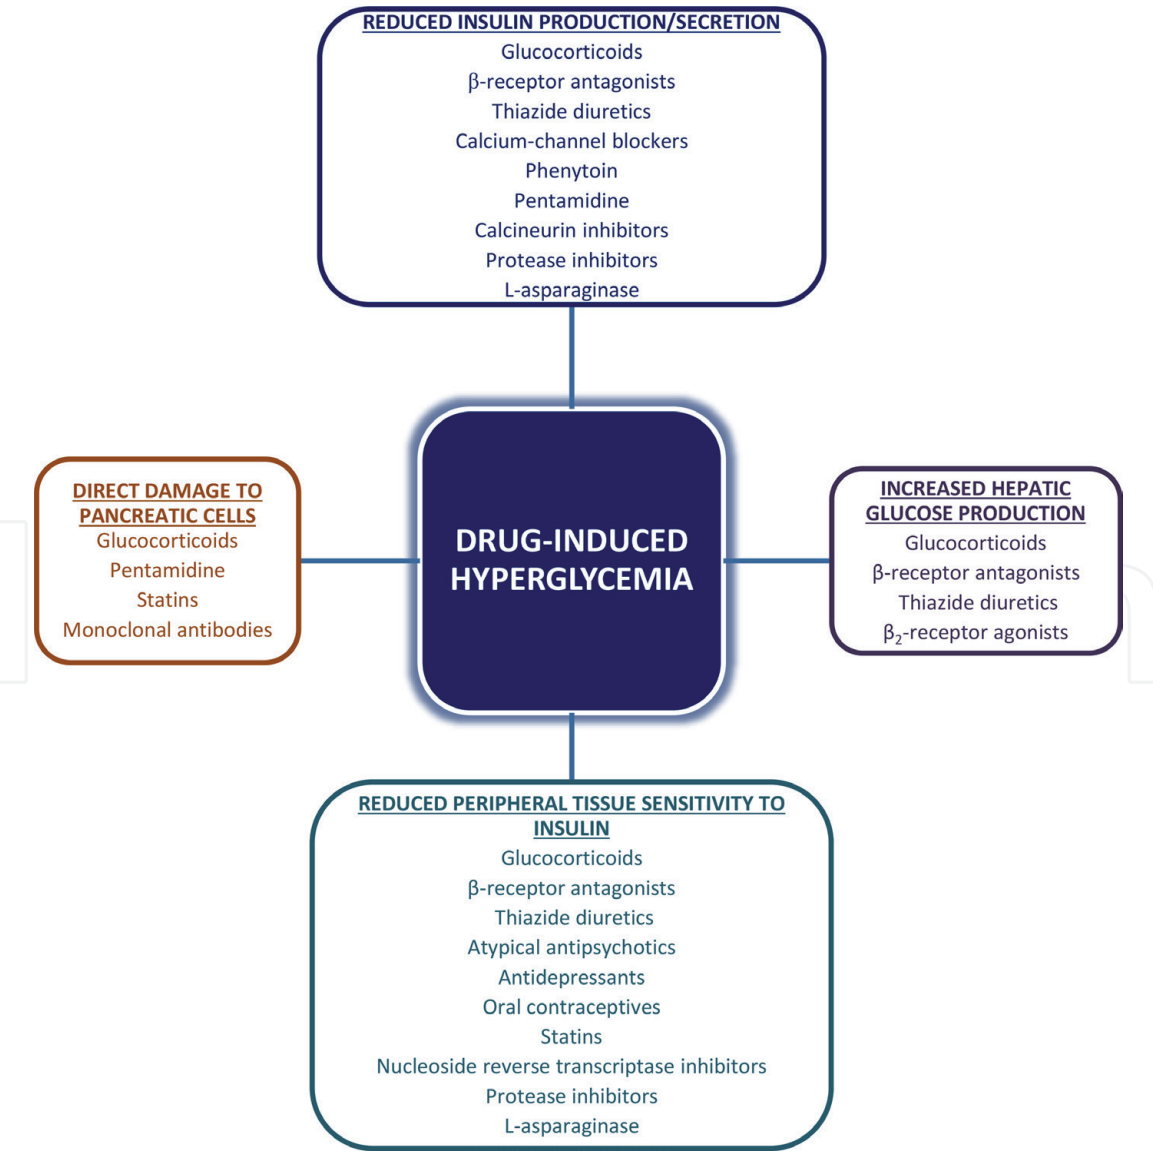 REDUCED INSULIN PRODUCTION/SECRETION
Glucocorticoids
β-receptor antagonists
Thiazide diuretics
Calcium-channel blockers
Phenytoin
Pentamidine
Calcineurin inhibitors
Protease inhibitors
L-asparaginase
DIRECT DAMAGE TO
PANCREATIC CELLS
Glucocorticoids
Pentamidine
Statins
Monoclonal antibodies
DRUG-INDUCED
HYPERGLYCEMIA
INCREASED HEPATIC
GLUCOSE PRODUCTION
Glucocorticoids
β-receptor antagonists
Thiazide diuretics
β₂-receptor agonists
REDUCED PERIPHERAL TISSUE SENSITIVITY TO
INSULIN
Glucocorticoids
β-receptor antagonists
Thiazide diuretics
Atypical antipsychotics
Antidepressants
Oral contraceptives
Statins
Nucleoside reverse transcriptase inhibitors
Protease inhibitors
L-asparaginase